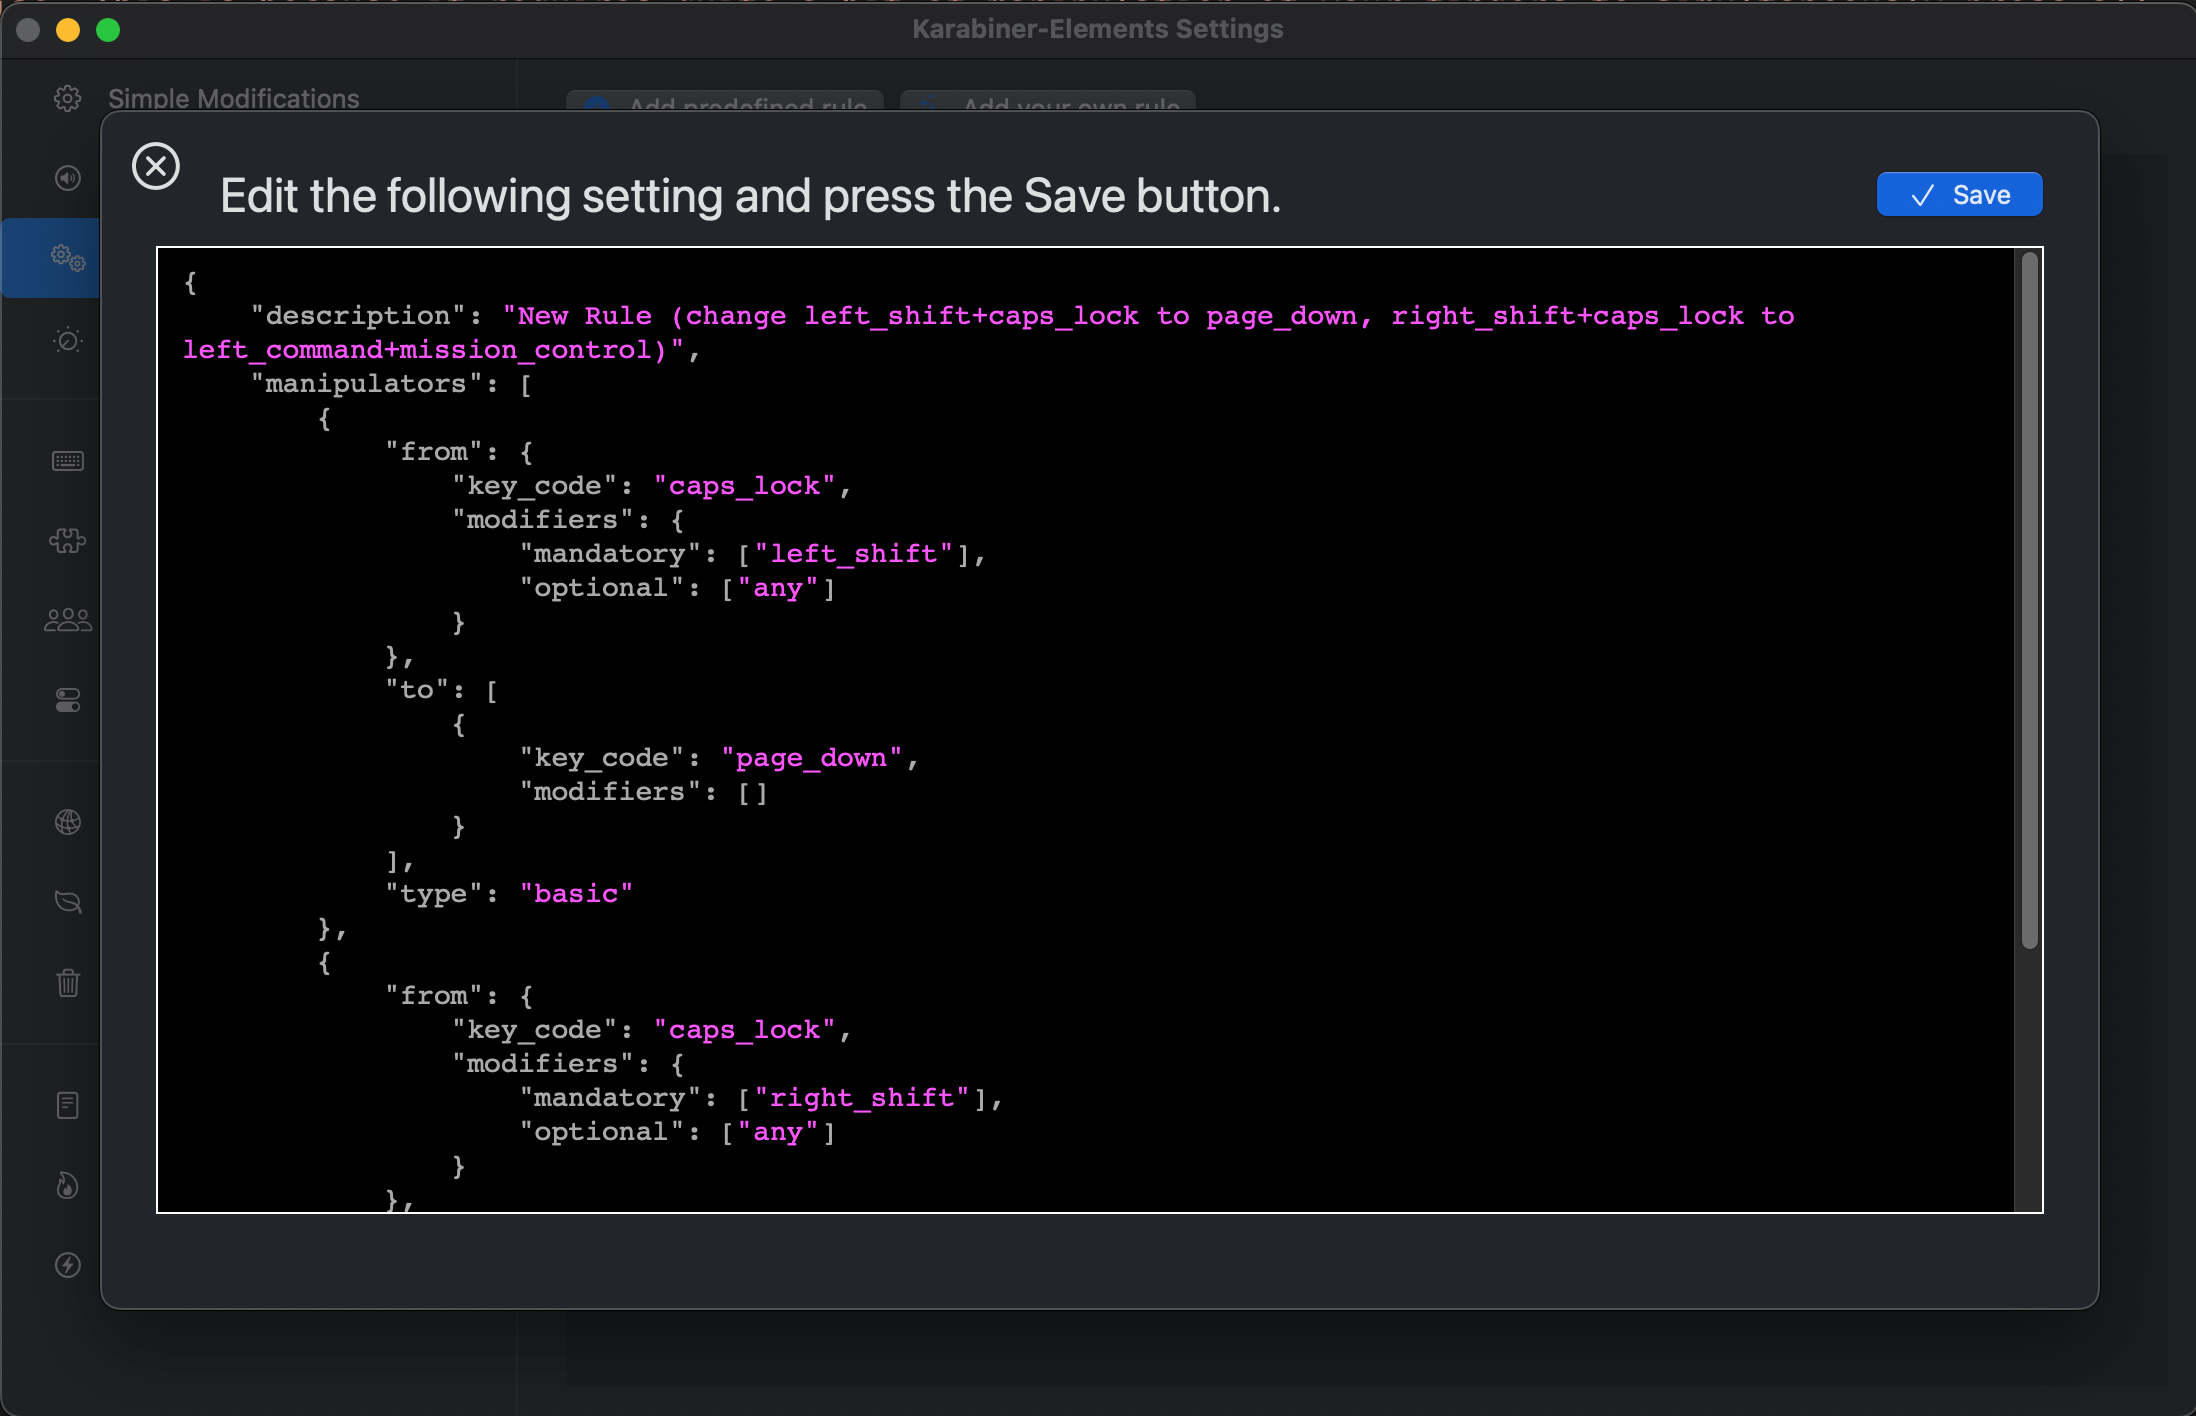 Karabiner-Elements Settings
Simple Modifications
Add predefined rule
Add your own rule
Edit the following setting and press the Save button.
Save
{
"description": "New Rule (change left_shift+caps_lock to page_down, right_shift+caps_lock to
left_command+mission_control)",
"manipulators": [
{
"from": {
"key_code": "caps_lock",
"modifiers": {
"mandatory": ["left_shift"],
"optional": ["any"]
}
},
"to": [
{
"key_code": "page_down",
"modifiers": []
}
],
"type": "basic"
},
{
"from": {
"key_code": "caps_lock",
"modifiers": {
"mandatory": ["right_shift"],
"optional": ["any"]
}
},